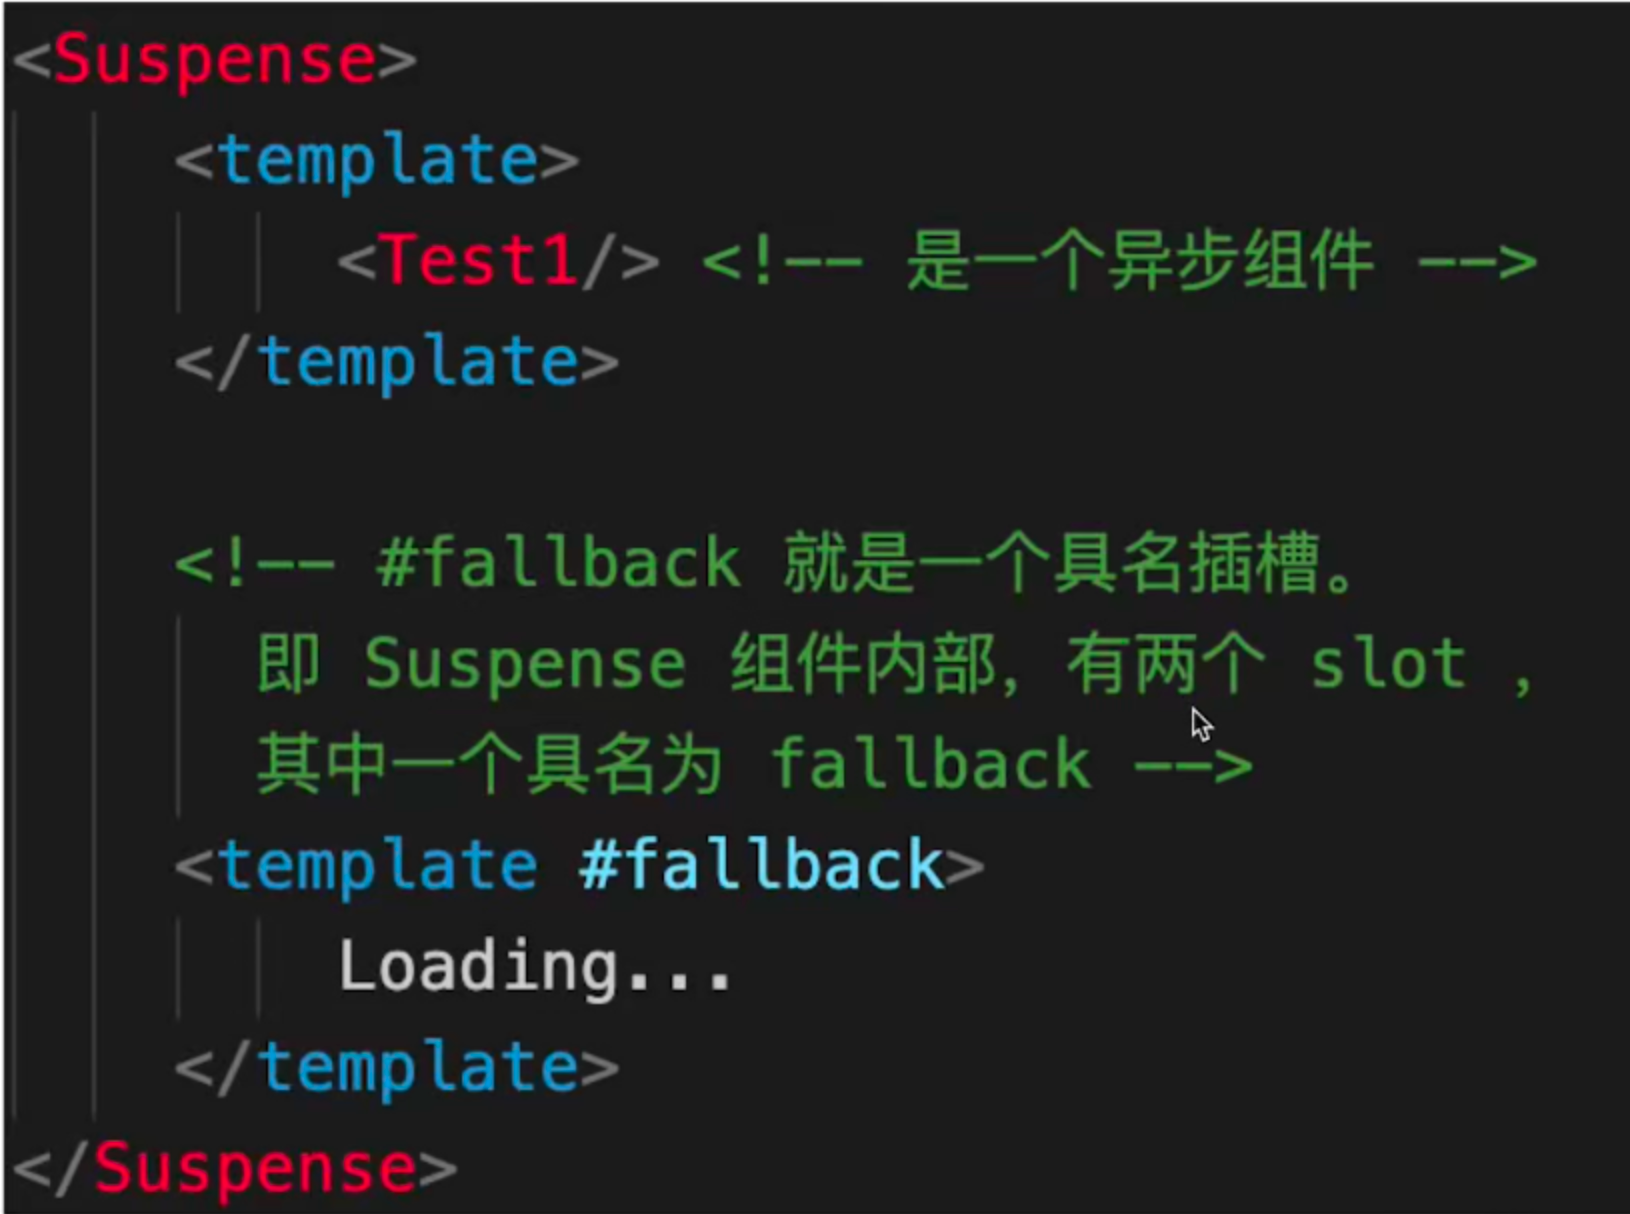 <Suspense>
<template>
<Test1/> <!-- 是一个异步组件 -->
</template>
<!-- #fallback 就是一个具名插槽。
即 Suspense 组件内部，有两个 slot ，
其中一个具名为 fallback -->
<template #fallback>
Loading...
</template>
</Suspense>